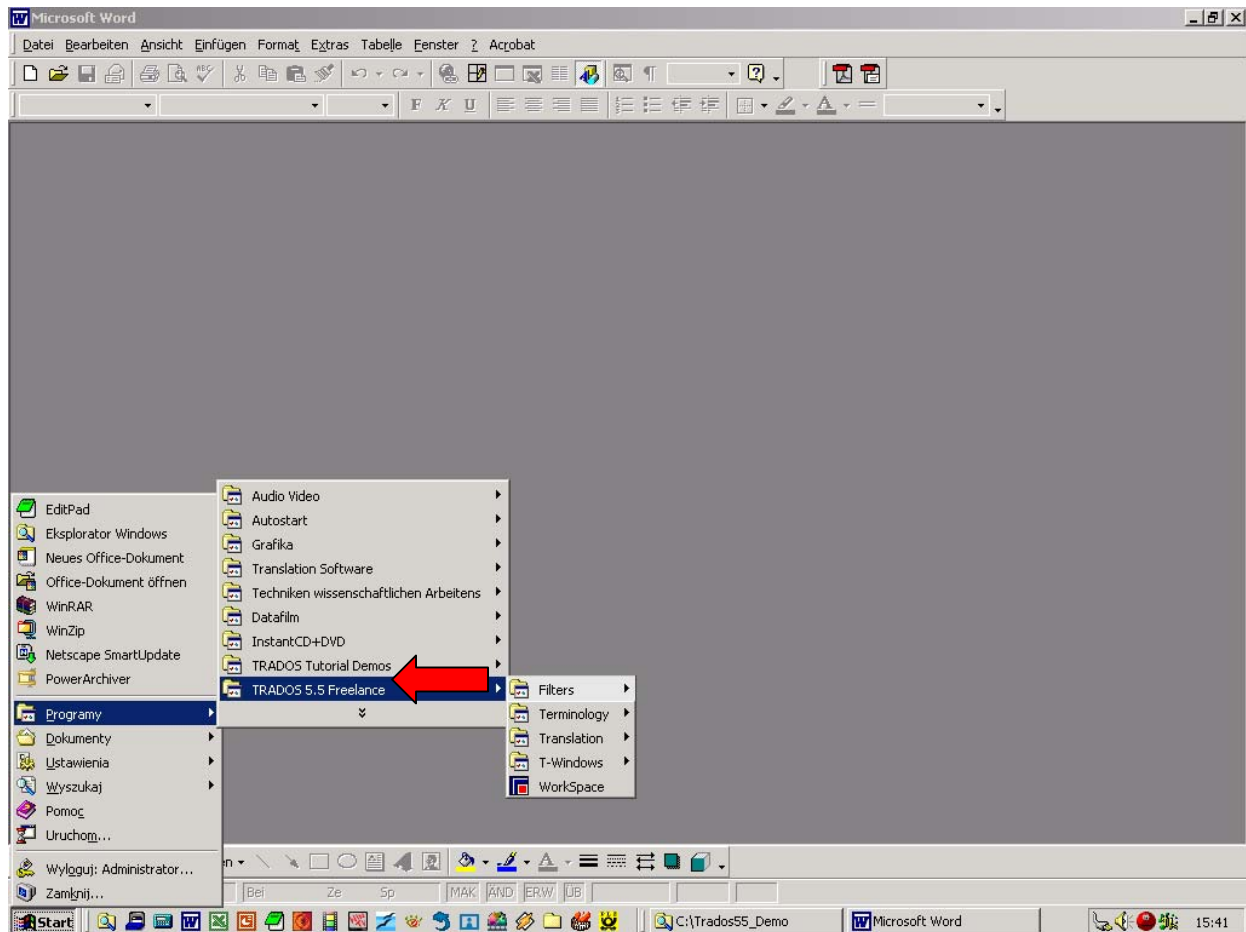 Microsoft Word
Datei Bearbeiten Ansicht Einfügen Format Extras Tabelle Fenster ? Acrobat
F K U
Audio Video
Autostart
Grafika
Translation Software
Techniken wissenschaftlichen Arbeitens
Datafilm
InstantCD+DVD
TRADOS Tutorial Demos
TRADOS 5.5 Freelance
EditPad
Eksplorator Windows
Neues Office-Dokument
Office-Dokument öffnen
WinRAR
WinZip
Netscape SmartUpdate
PowerArchiver
Programy
Dokumenty
Ustawienia
Wyszukaj
Pomoc
Uruchom...
Wyloguj: Administrator...
Zamknij...
Filters
Terminology
Translation
T-Windows
WorkSpace
Bei Ze Sp MAK ÄND ERW ÜB
Start C:\Trados55_Demo Microsoft Word 15:41